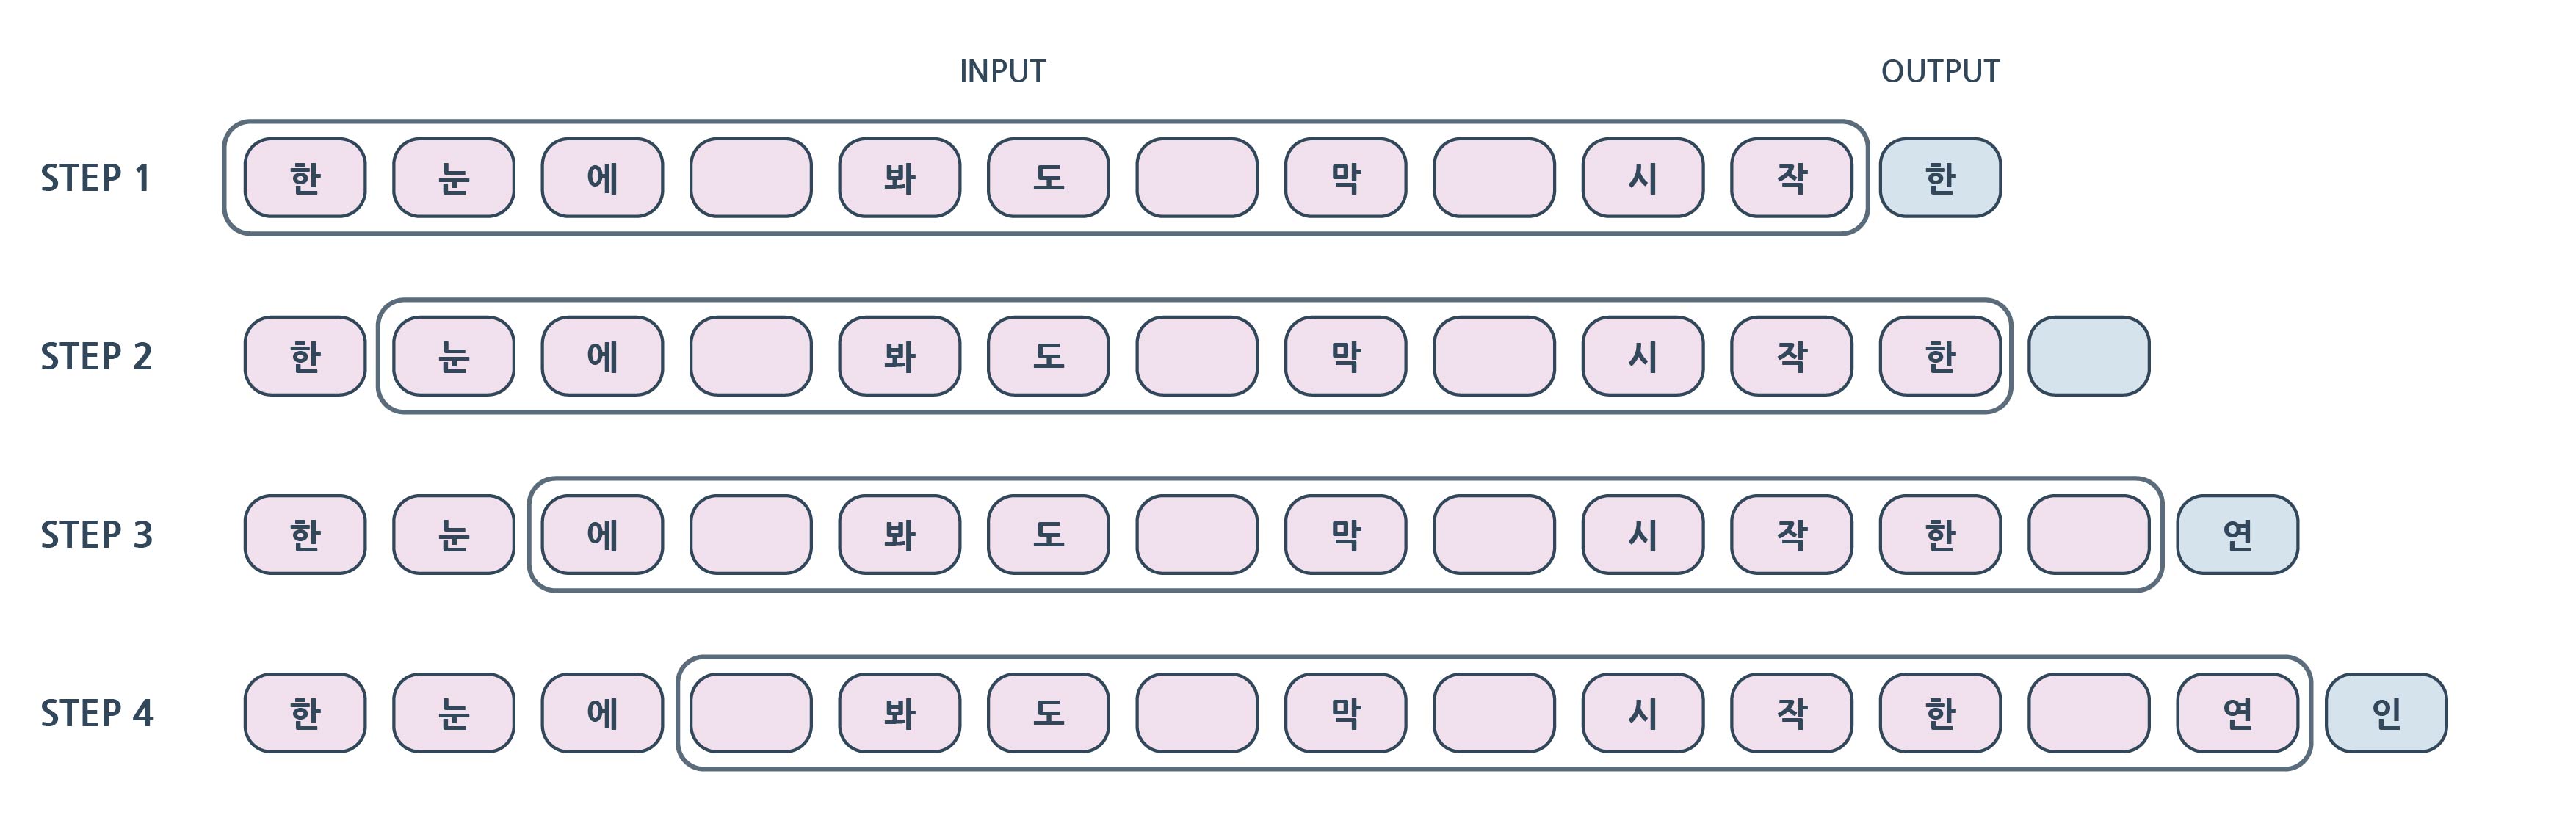 INPUT OUTPUT
STEP 1 한 눈 에 봐 도 막 시 작 한
STEP 2 한 눈 에 봐 도 막 시 작 한
STEP 3 한 눈 에 봐 도 막 시 작 한 연
STEP 4 한 눈 에 봐 도 막 시 작 한 연 인